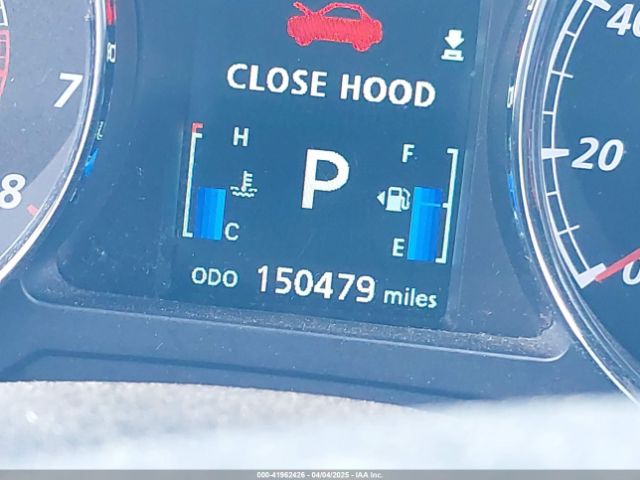 CLOSE HOOD
7
8
H
C
P
F
E
ODO 150479 miles
40
20
0
000-41962426 - 04/04/2025 - IAA Inc.